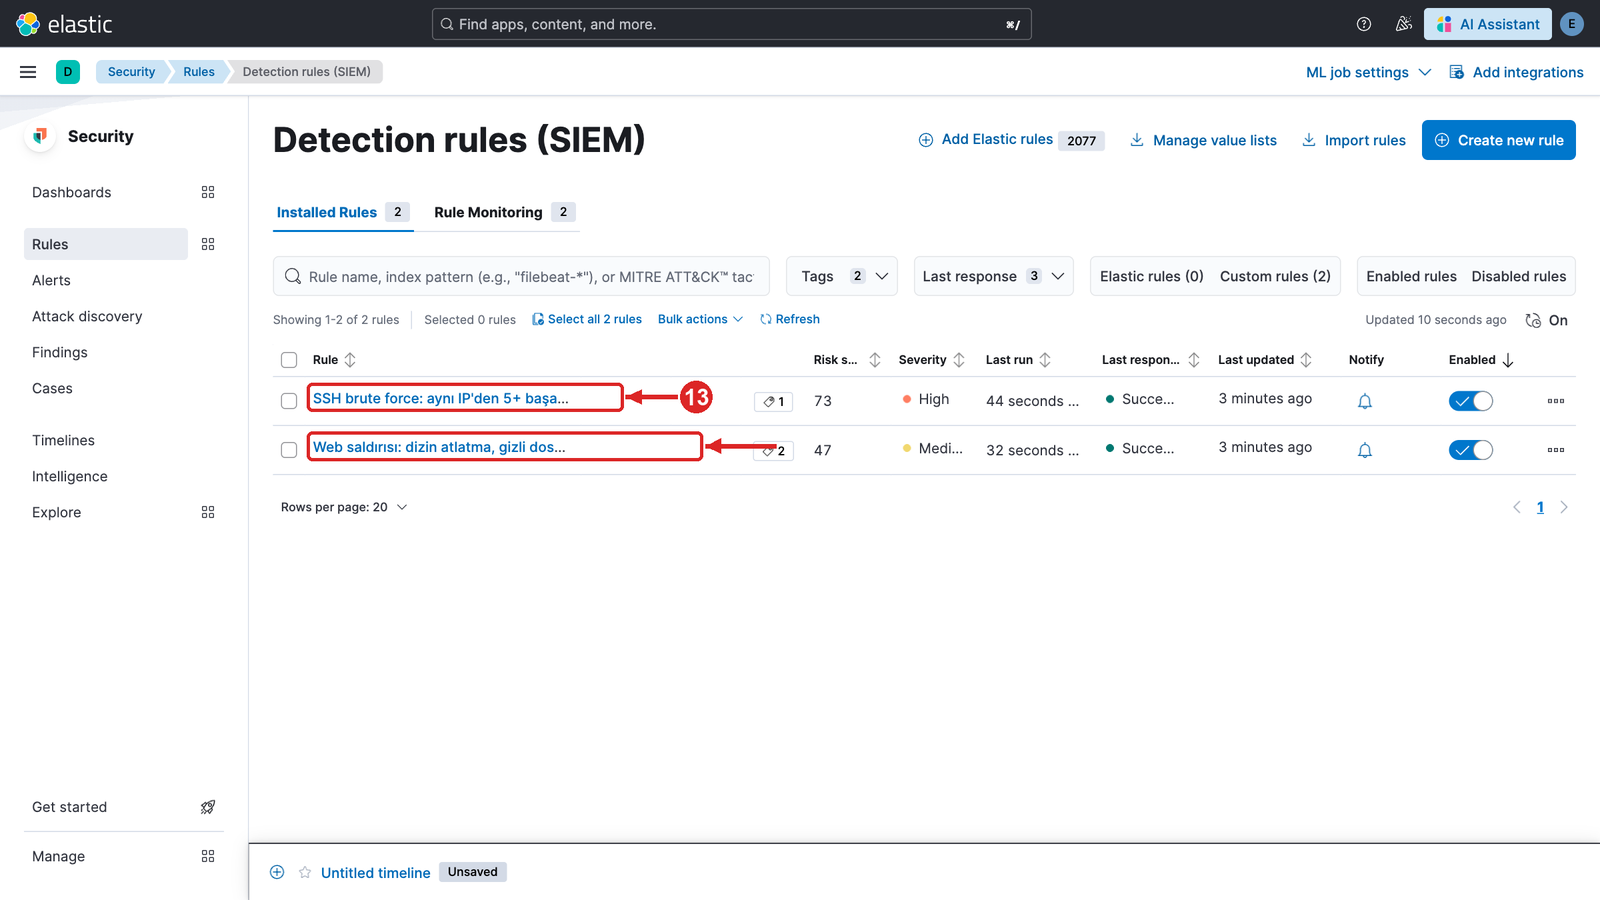 elastic
Find apps, content, and more.
⌘/
AI Assistant
E
D
Security
Rules
Detection rules (SIEM)
ML job settings
Add integrations
Security
Dashboards
Rules
Alerts
Attack discovery
Findings
Cases
Timelines
Intelligence
Explore
Get started
Manage
Detection rules (SIEM)
Add Elastic rules 2077
Manage value lists
Import rules
Create new rule
Installed Rules 2
Rule Monitoring 2
Rule name, index pattern (e.g., "filebeat-*"), or MITRE ATT&CK™ tac
Tags 2
Last response 3
Elastic rules (0) Custom rules (2)
Enabled rules Disabled rules
Showing 1-2 of 2 rules
Selected 0 rules
Select all 2 rules
Bulk actions
Refresh
Updated 10 seconds ago
On
Rule Risk s... Severity Last run Last respon... Last updated Notify Enabled
SSH brute force: aynı IP'den 5+ başa... 13 1 73 High 44 seconds ... Succe... 3 minutes ago
Web saldırısı: dizin atlatma, gizli dos... 2 47 Medi... 32 seconds ... Succe... 3 minutes ago
Rows per page: 20
1
Untitled timeline
Unsaved